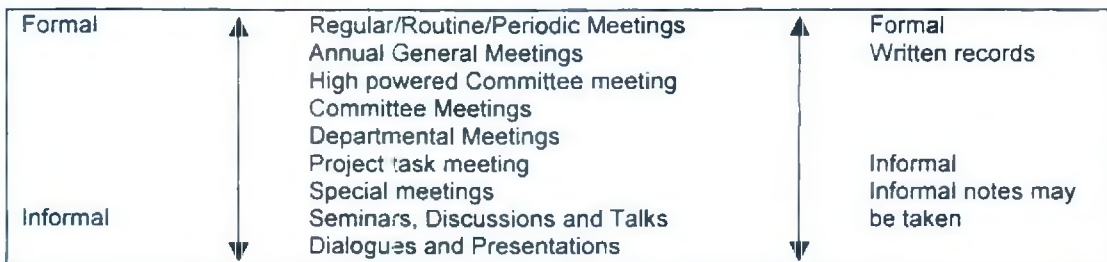 Formal Regular/Routine/Periodic Meetings Formal
Annual General Meetings Written records
High powered Committee meeting
Committee Meetings
Departmental Meetings
Project task meeting Informal
Special meetings Informal notes may
Informal Seminars, Discussions and Talks be taken
Dialogues and Presentations